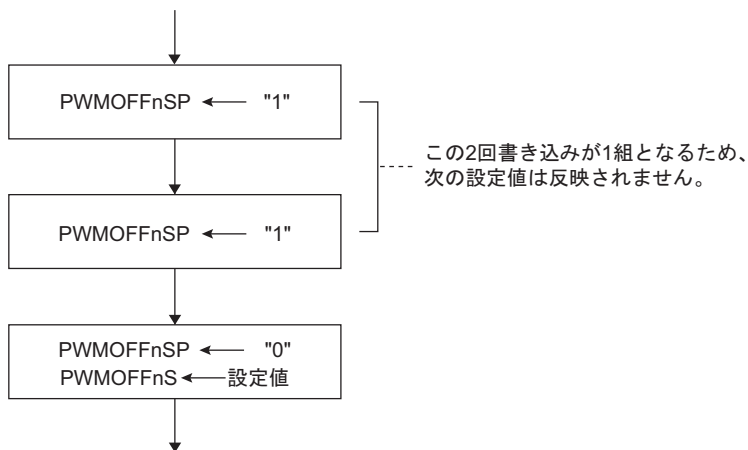 PWMOFFnSP ← "1"
この2回書き込みが1組となるため、
次の設定値は反映されません。
PWMOFFnSP ← "1"
PWMOFFnSP ← "0"
PWMOFFnS ← 設定値